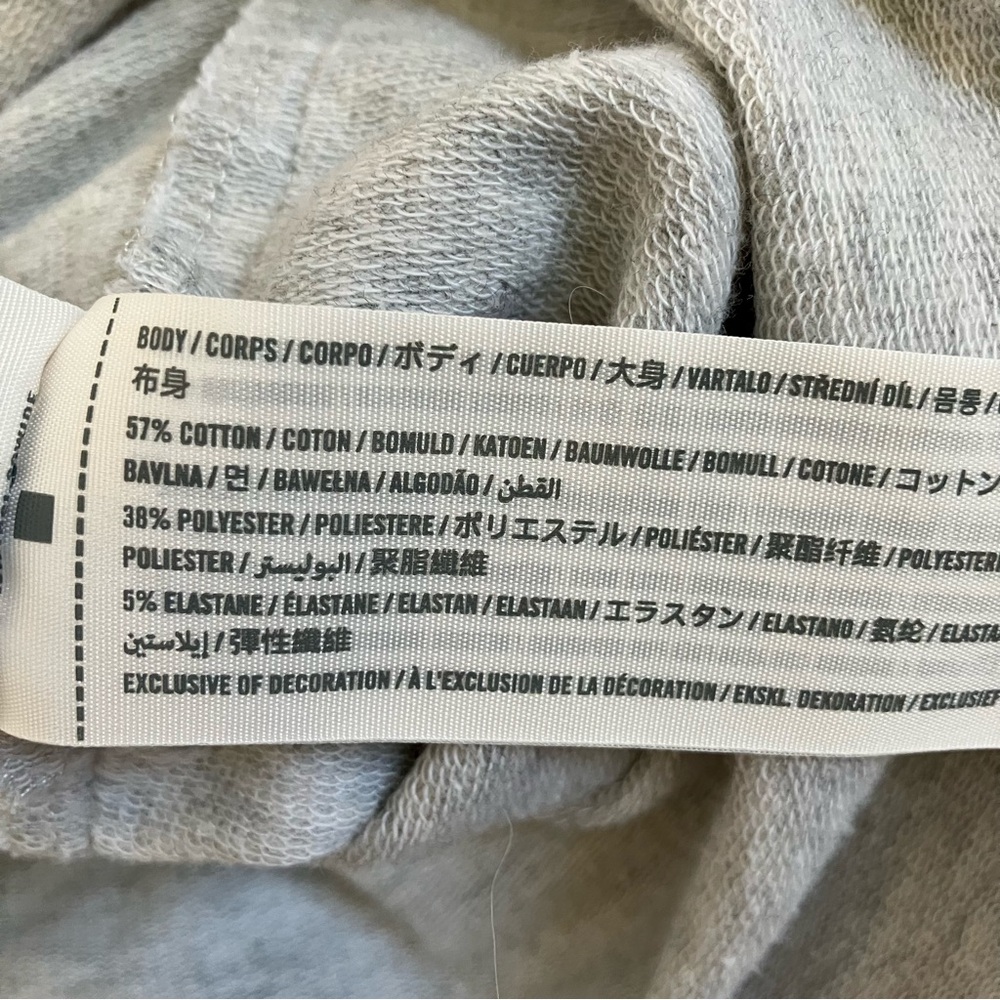 BODY / CORPS / CORPO / ボディ / CUERPO / 大身 / VARTALO / STŘEDNÍ DÍL / 몸통 /
布身
57% COTTON / COTON / BOMULD / KATOEN / BAUMWOLLE / BOMULL / COTONE / コットン
BAVLNA / 면 / BAWEŁNA / ALGODÃO / القطن
38% POLYESTER / POLIESTERE / ポリエステル / POLIÉSTER / 聚酯纤维 / POLYESTERI
POLIESTER / البوليستر / 聚脂纖維
5% ELASTANE / ÉLASTANE / ELASTAN / ELASTAAN / エラスタン / ELASTANO / 氨纶 / ELASTA
إيلاستين / 彈性纖維
EXCLUSIVE OF DECORATION / À L'EXCLUSION DE LA DÉCORATION / EKSKL. DEKORATION / EXCLUSIEF